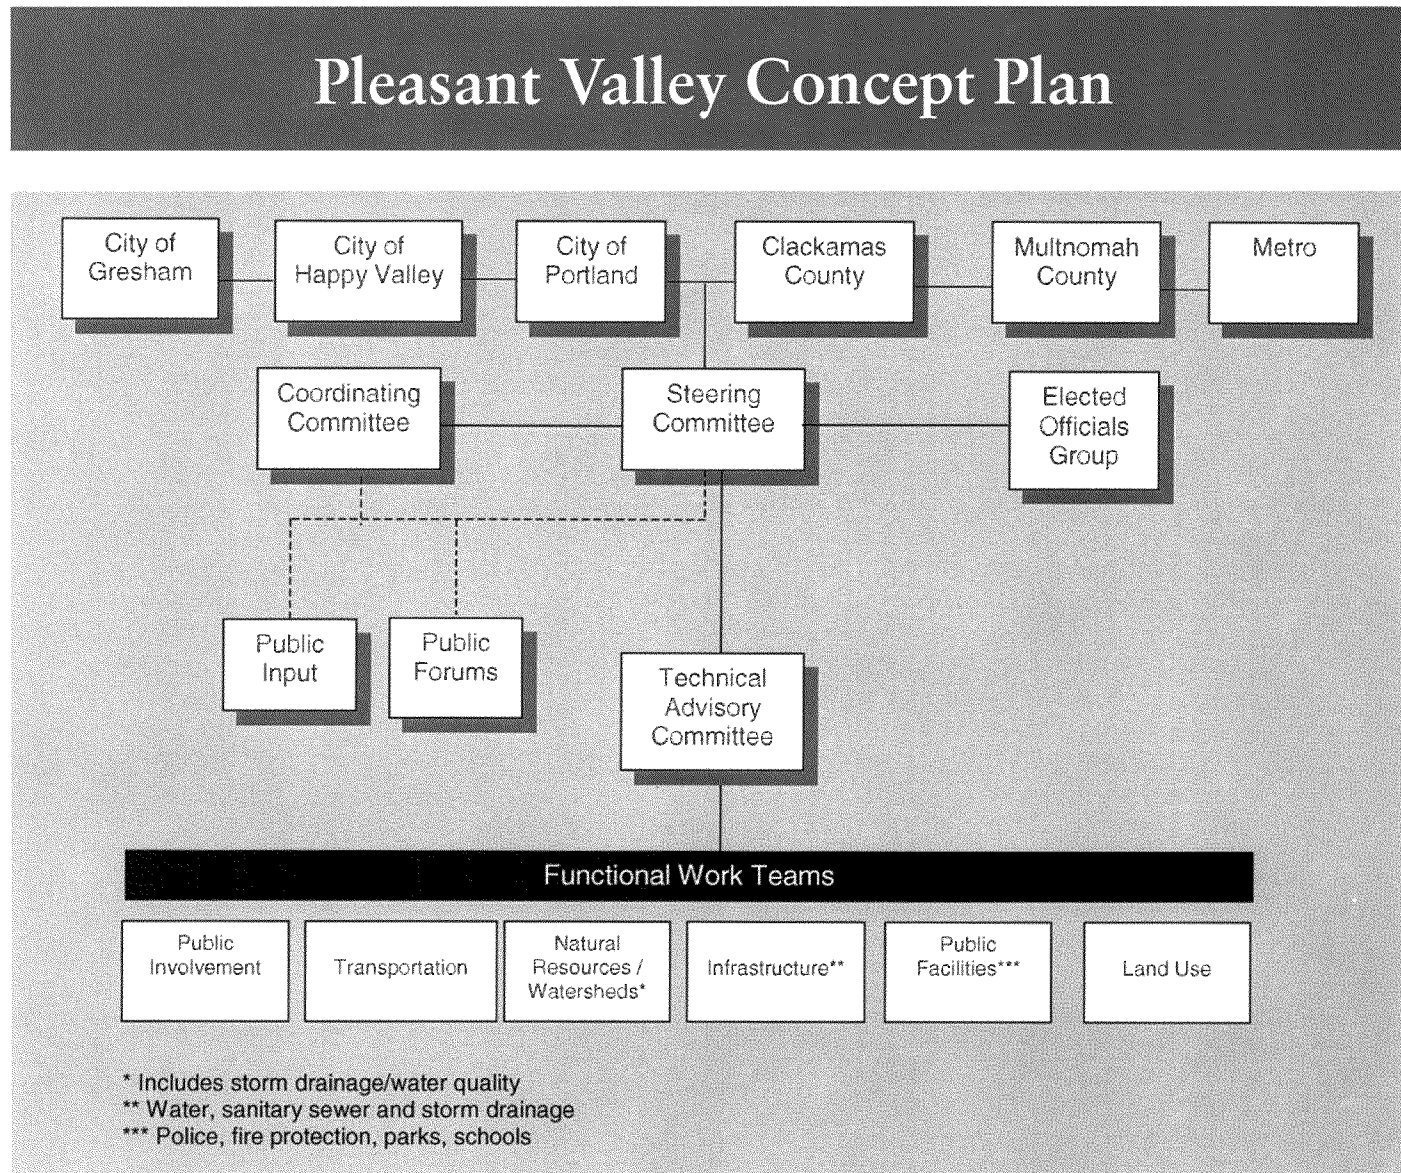 Pleasant Valley Concept Plan
City of
Gresham
City of
Happy Valley
City of
Portland
Clackamas
County
Multnomah
County
Metro
Coordinating
Committee
Steering
Committee
Elected
Officials
Group
Public
Input
Public
Forums
Technical
Advisory
Committee
Functional Work Teams
Public
Involvement
Transportation
Natural
Resources /
Watersheds*
Infrastructure**
Public
Facilities***
Land Use
* Includes storm drainage/water quality
** Water, sanitary sewer and storm drainage
*** Police, fire protection, parks, schools